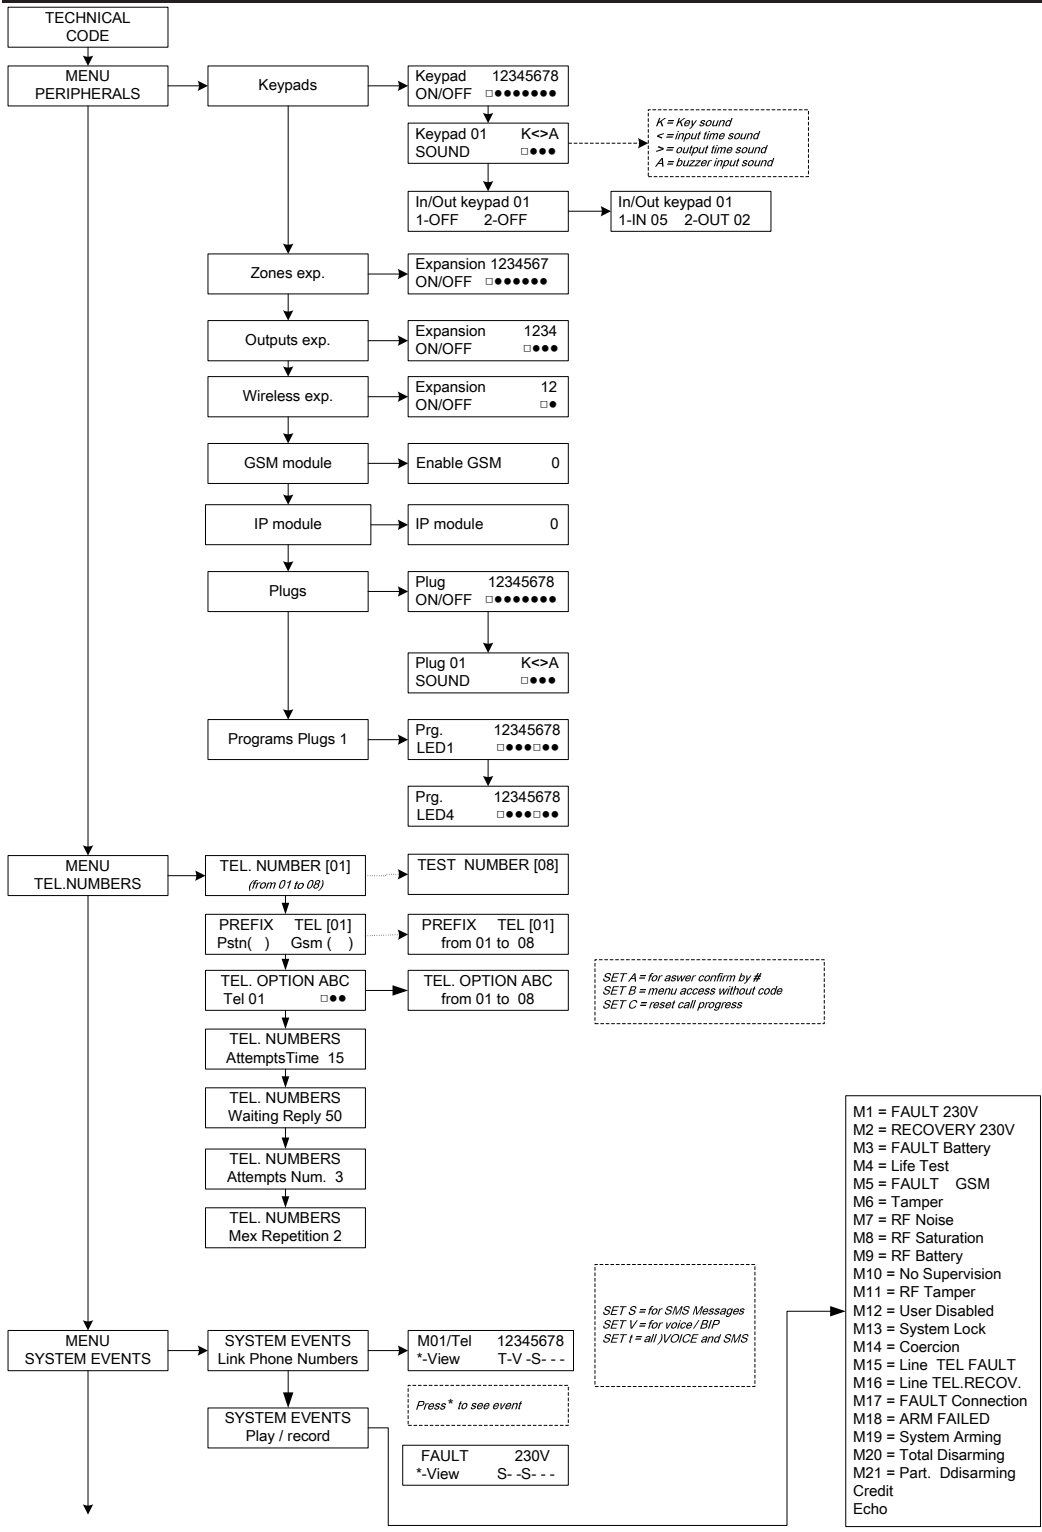 TECHNICAL
CODE
MENU
PERIPHERALS
Keypads
Keypad 12345678
ON/OFF □●●●●●●●
Keypad 01 K<>A
SOUND □●●●
K = Key sound
< = input time sound
> = output time sound
A = buzzer input sound
In/Out keypad 01
1-OFF 2-OFF
In/Out keypad 01
1-IN 05 2-OUT 02
Zones exp.
Expansion 1234567
ON/OFF □●●●●●●
Outputs exp.
Expansion 1234
ON/OFF □●●●
Wireless exp.
Expansion 12
ON/OFF □●
GSM module
Enable GSM 0
IP module
IP module 0
Plugs
Plug 12345678
ON/OFF □●●●●●●●
Plug 01 K<>A
SOUND □●●●
Programs Plugs 1
Prg. 12345678
LED1 □●●●□●●
Prg. 12345678
LED4 □●●●□●●
MENU
TEL.NUMBERS
TEL. NUMBER [01]
(from 01 to 08)
TEST NUMBER [08]
PREFIX TEL [01]
Pstn( ) Gsm ( )
PREFIX TEL [01]
from 01 to 08
TEL. OPTION ABC
Tel 01 □●●
TEL. OPTION ABC
from 01 to 08
SET A = for aswer confirm by #
SET B = menu access without code
SET C = reset call progress
TEL. NUMBERS
AttemptsTime 15
TEL. NUMBERS
Waiting Reply 50
TEL. NUMBERS
Attempts Num. 3
TEL. NUMBERS
Mex Repetition 2
MENU
SYSTEM EVENTS
SYSTEM EVENTS
Link Phone Numbers
M01/Tel 12345678
*-View T-V -S- - -
SET S = for SMS Messages
SET V = for voice / BIP
SET t = all )VOICE and SMS
Press * to see event
SYSTEM EVENTS
Play / record
FAULT 230V
*-View S- -S- - -
M1 = FAULT 230V
M2 = RECOVERY 230V
M3 = FAULT Battery
M4 = Life Test
M5 = FAULT GSM
M6 = Tamper
M7 = RF Noise
M8 = RF Saturation
M9 = RF Battery
M10 = No Supervision
M11 = RF Tamper
M12 = User Disabled
M13 = System Lock
M14 = Coercion
M15 = Line TEL FAULT
M16 = Line TEL.RECOV.
M17 = FAULT Connection
M18 = ARM FAILED
M19 = System Arming
M20 = Total Disarming
M21 = Part. Ddisarming
Credit
Echo